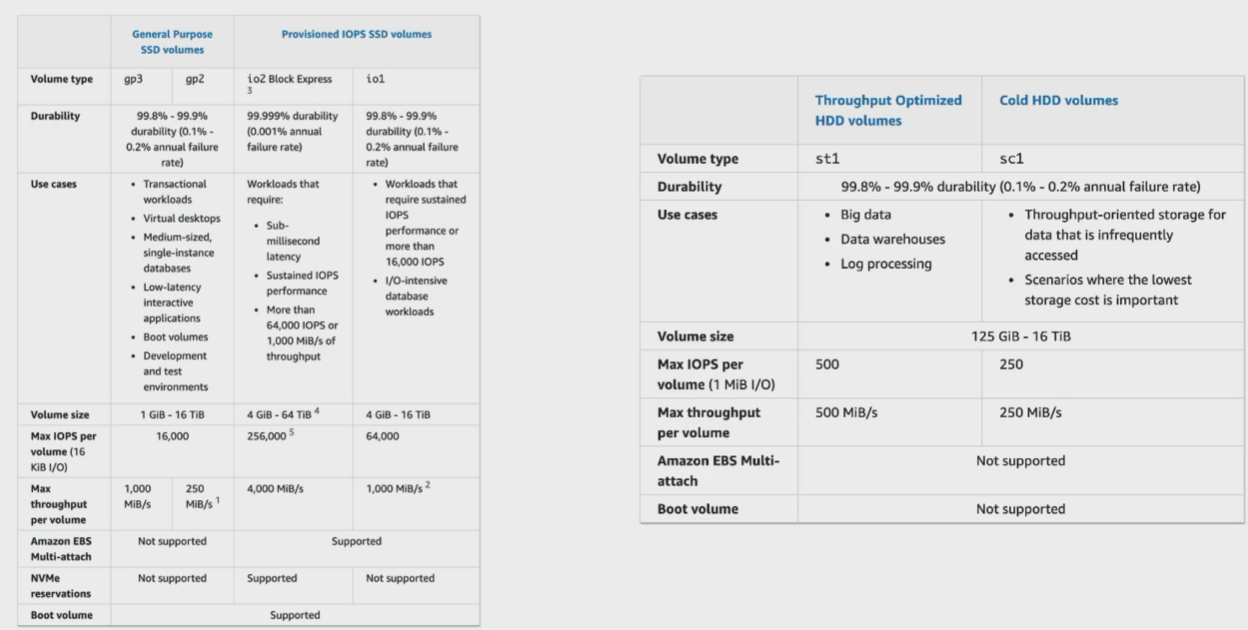 General Purpose SSD volumes
Provisioned IOPS SSD volumes
Volume type
gp3
gp2
io2 Block Express 3
io1
Durability
99.8% - 99.9% durability (0.1% - 0.2% annual failure rate)
99.999% durability (0.001% annual failure rate)
99.8% - 99.9% durability (0.1% - 0.2% annual failure rate)
Use cases
• Transactional workloads
• Virtual desktops
• Medium-sized, single-instance databases
• Low-latency interactive applications
• Boot volumes
• Development and test environments
Workloads that require:
• Sub-millisecond latency
• Sustained IOPS performance
• More than 64,000 IOPS or 1,000 MiB/s of throughput
• Workloads that require sustained IOPS performance or more than 16,000 IOPS
• I/O-intensive database workloads
Volume size
1 GiB - 16 TiB
4 GiB - 64 TiB 4
4 GiB - 16 TiB
Max IOPS per volume (16 KiB I/O)
16,000
256,000 5
64,000
Max throughput per volume
1,000 MiB/s
250 MiB/s 1
4,000 MiB/s
1,000 MiB/s 2
Amazon EBS Multi-attach
Not supported
Supported
NVMe reservations
Not supported
Supported
Not supported
Boot volume
Supported
Throughput Optimized HDD volumes
Cold HDD volumes
Volume type
st1
sc1
Durability
99.8% - 99.9% durability (0.1% - 0.2% annual failure rate)
Use cases
• Big data
• Data warehouses
• Log processing
• Throughput-oriented storage for data that is infrequently accessed
• Scenarios where the lowest storage cost is important
Volume size
125 GiB - 16 TiB
Max IOPS per volume (1 MiB I/O)
500
250
Max throughput per volume
500 MiB/s
250 MiB/s
Amazon EBS Multi-attach
Not supported
Boot volume
Not supported